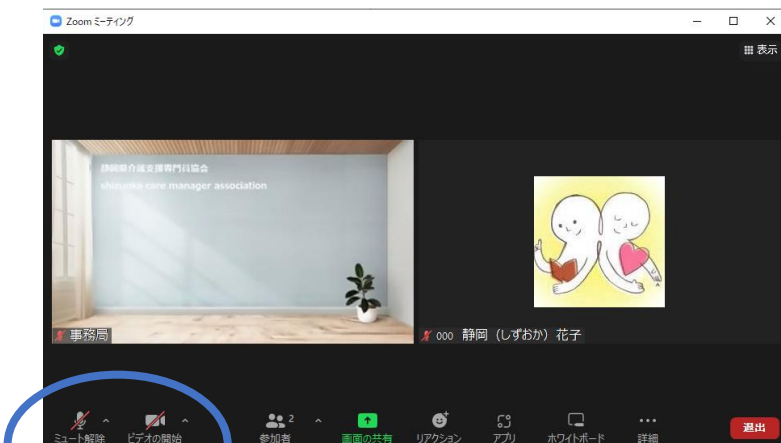 Zoom ミーティング
表示
静岡県介護支援専門員協会
shizuoka care manager association
事務局
000 静岡（しずおか）花子
ミュート解除
ビデオの開始
2
参加者
画面の共有
リアクション
アプリ
ホワイトボード
詳細
退出